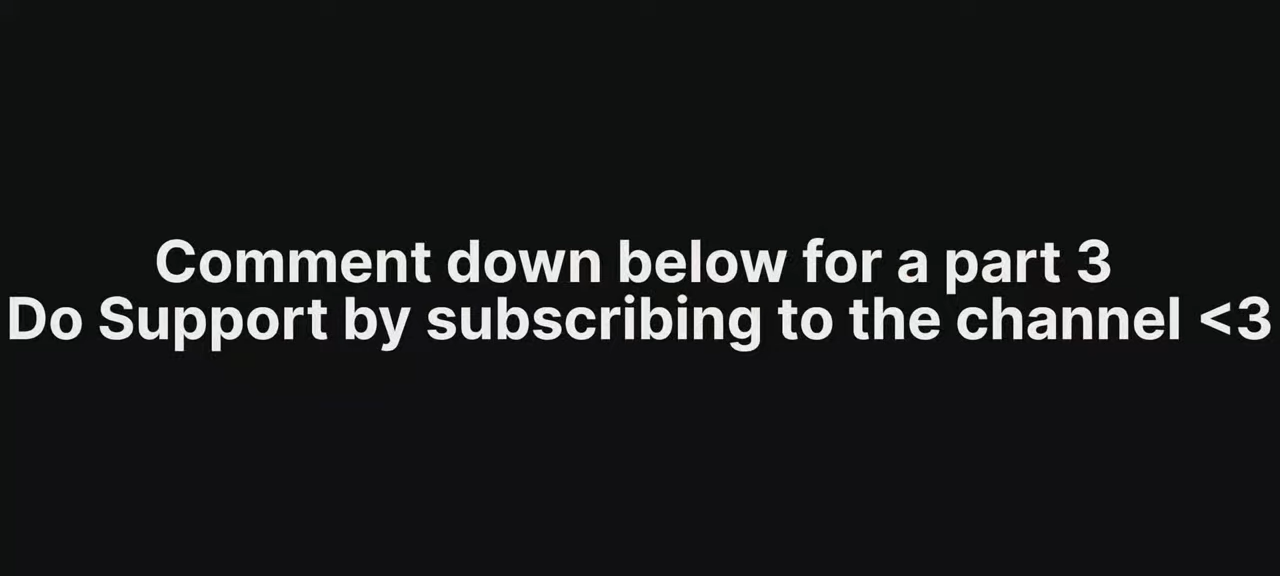 Comment down below for a part 3
Do Support by subscribing to the channel <3